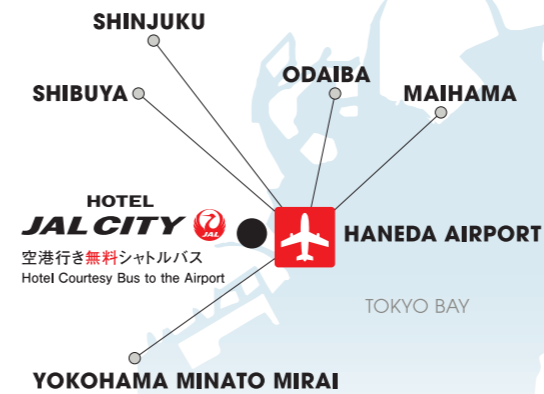 SHINJUKU
ODAIBA
SHIBUYA
MAIHAMA
HOTEL
JAL CITY JAL
HANEDA AIRPORT
空港行き無料シャトルバス
Hotel Courtesy Bus to the Airport
TOKYO BAY
YOKOHAMA MINATO MIRAI